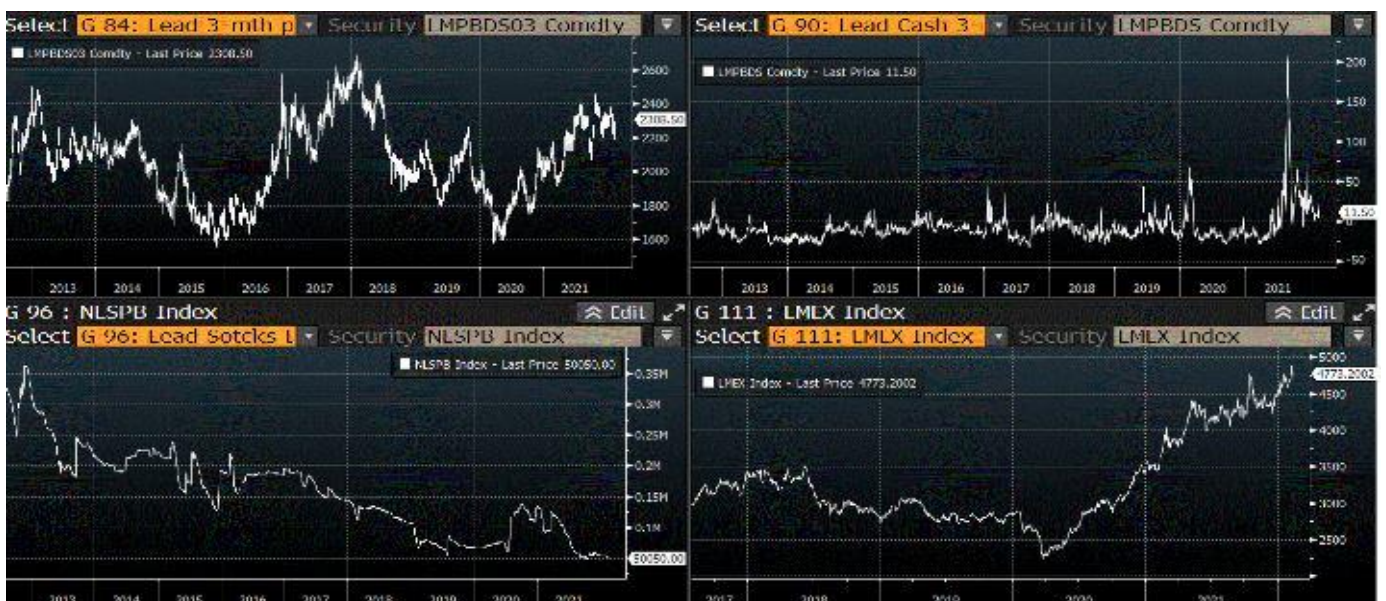 Select G 84: Lead 3-mth p Security LMPBDS03 Comdty
LMPBDS03 Comdty - Last Price 2308.50
2600
2400
2308.50
2200
2000
1800
1600
2013 2014 2015 2016 2017 2018 2019 2020 2021
Select G 90: Lead Cash 3- Security LMPBDS Comdty
LMPBDS Comdty - Last Price 11.50
200
150
100
50
11.50
0
-50
2013 2014 2015 2016 2017 2018 2019 2020 2021
G 96 : NLSPB Index Edit
Select G 96: Lead Sotcks L Security NLSPB Index
NLSPB Index - Last Price 50050.00
0.35M
0.3M
0.25M
0.2M
0.15M
0.1M
50050.00
2013 2014 2015 2016 2017 2018 2019 2020 2021
G 111 : LMEX Index Edit
Select G 111: LMLX Index Security LMLX Index
LMEX Index - Last Price 4773.2002
5000
4773.2002
4500
4000
3500
3000
2500
2017 2018 2019 2020 2021